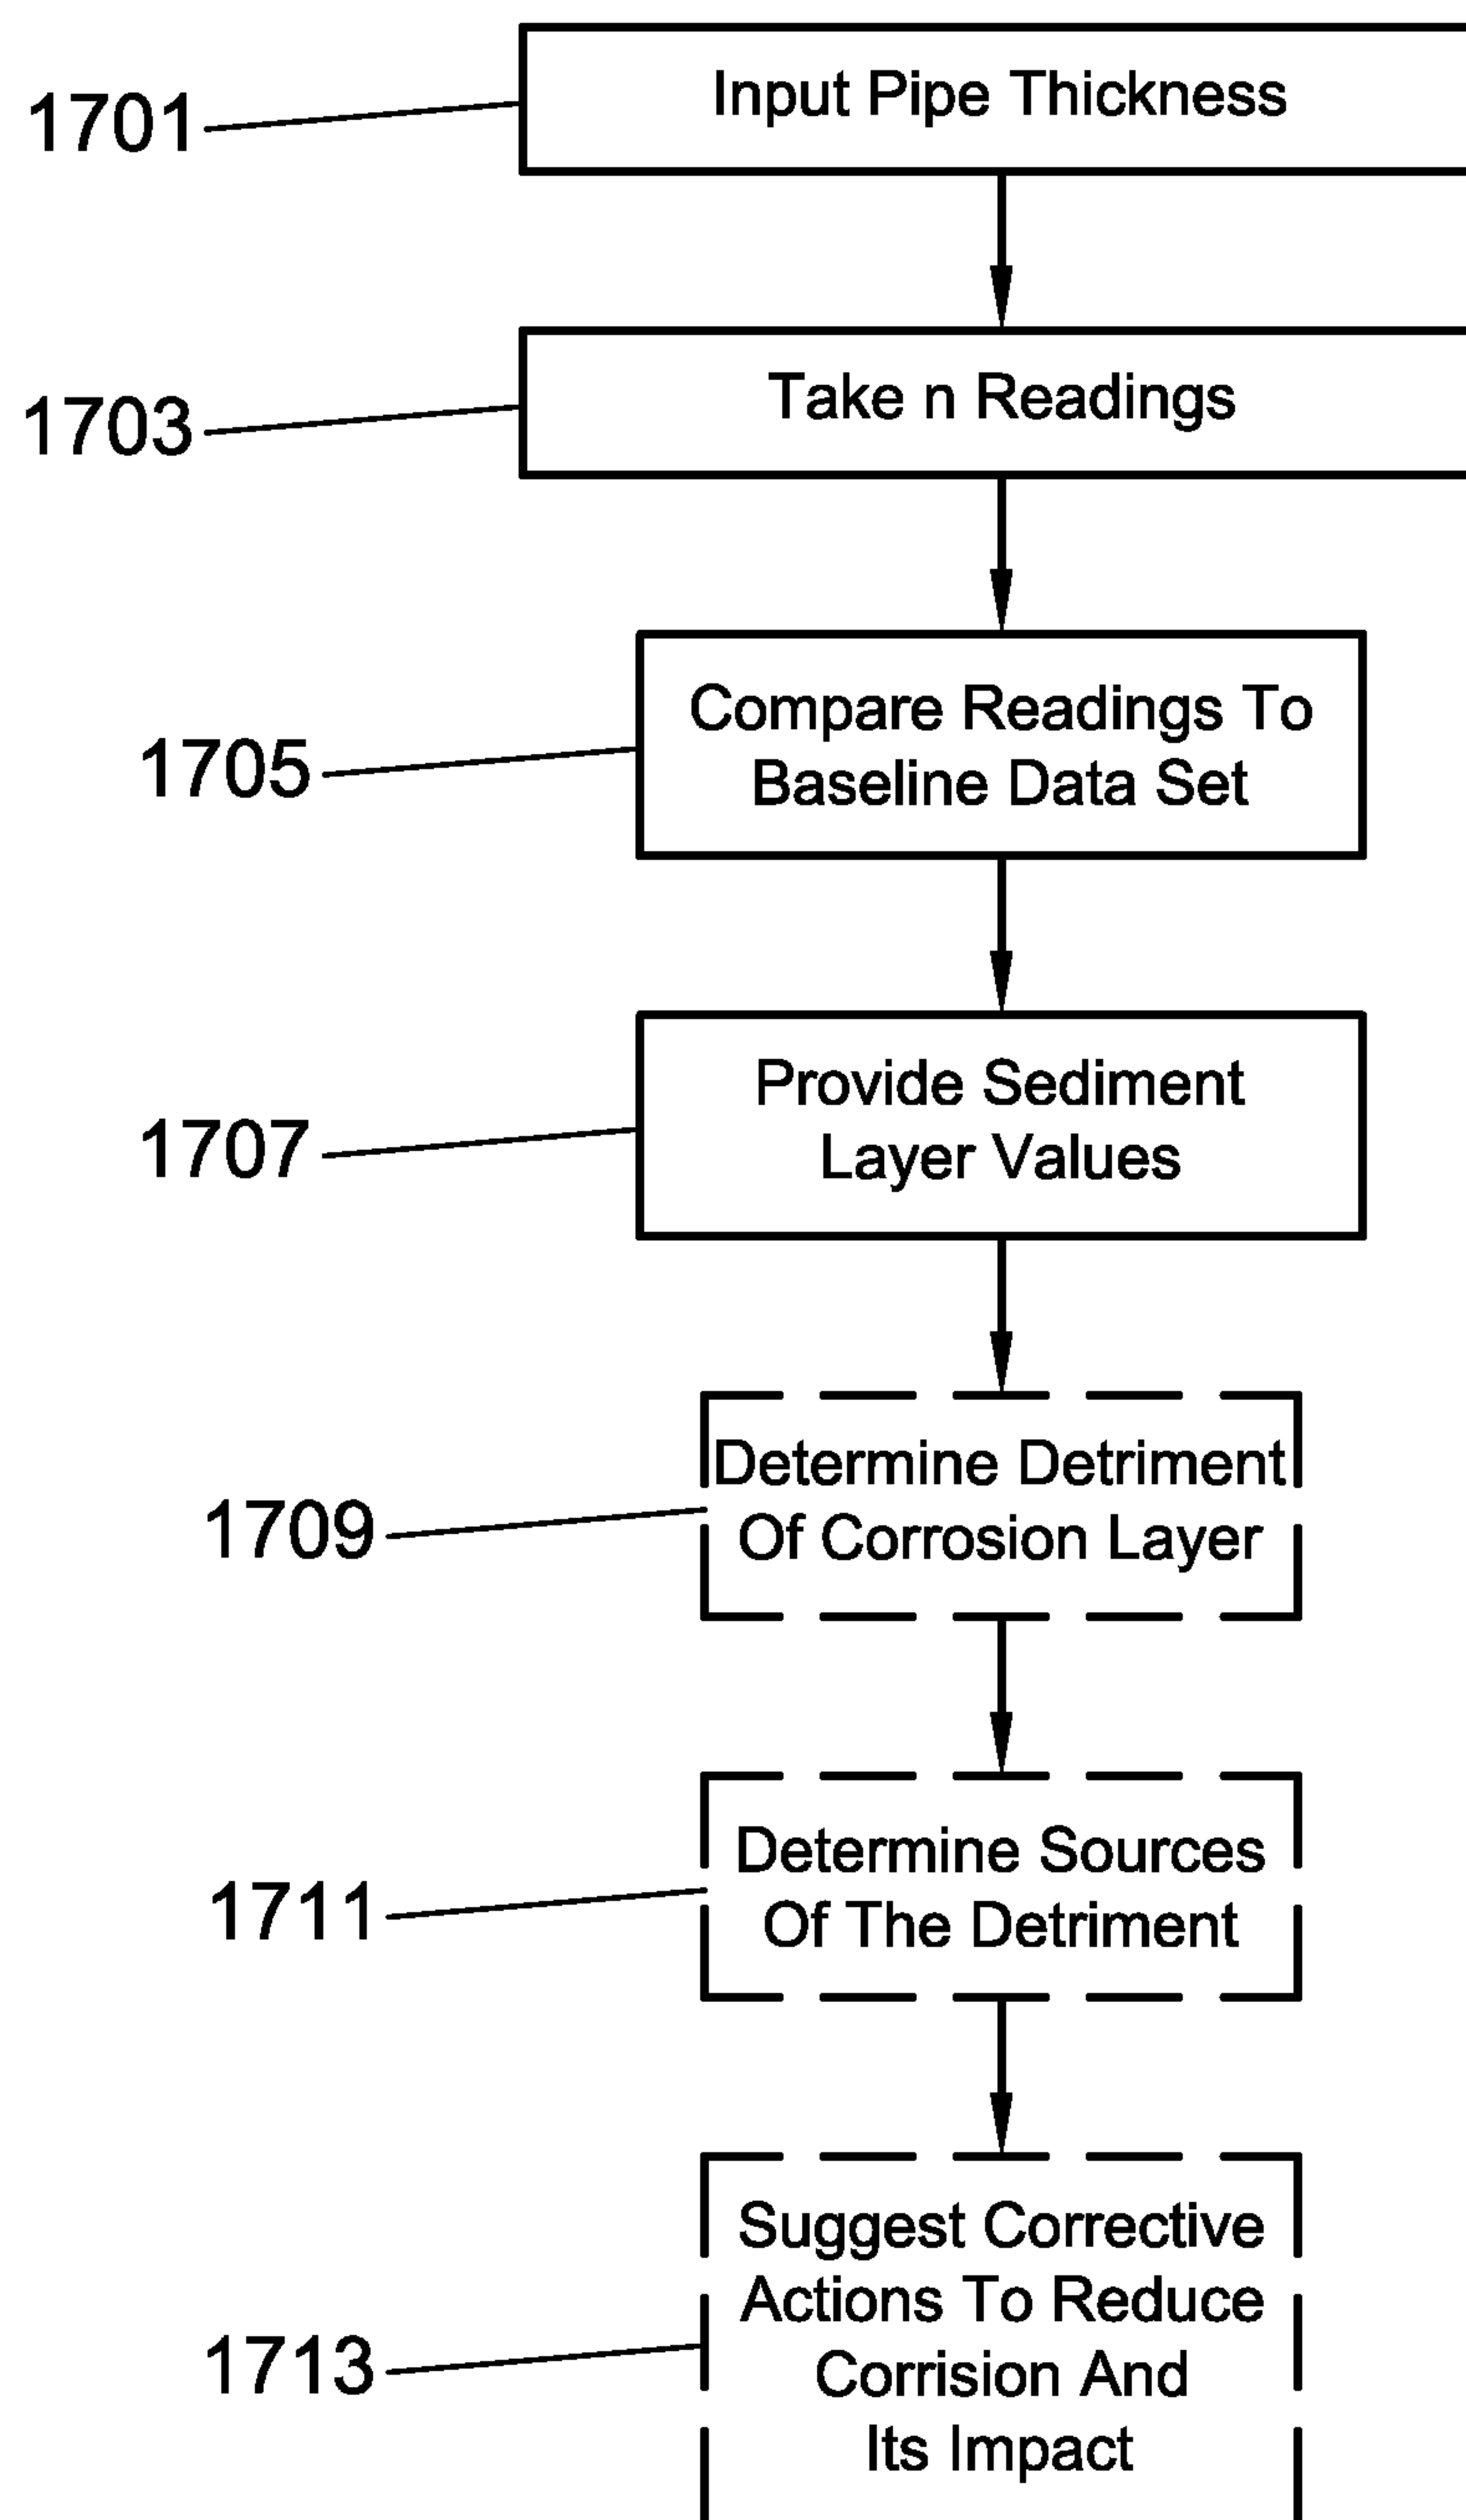 1701
Input Pipe Thickness
1703
Take n Readings
1705
Compare Readings To
Baseline Data Set
1707
Provide Sediment
Layer Values
1709
Determine Detriment
Of Corrosion Layer
1711
Determine Sources
Of The Detriment
1713
Suggest Corrective
Actions To Reduce
Corrision And
Its Impact